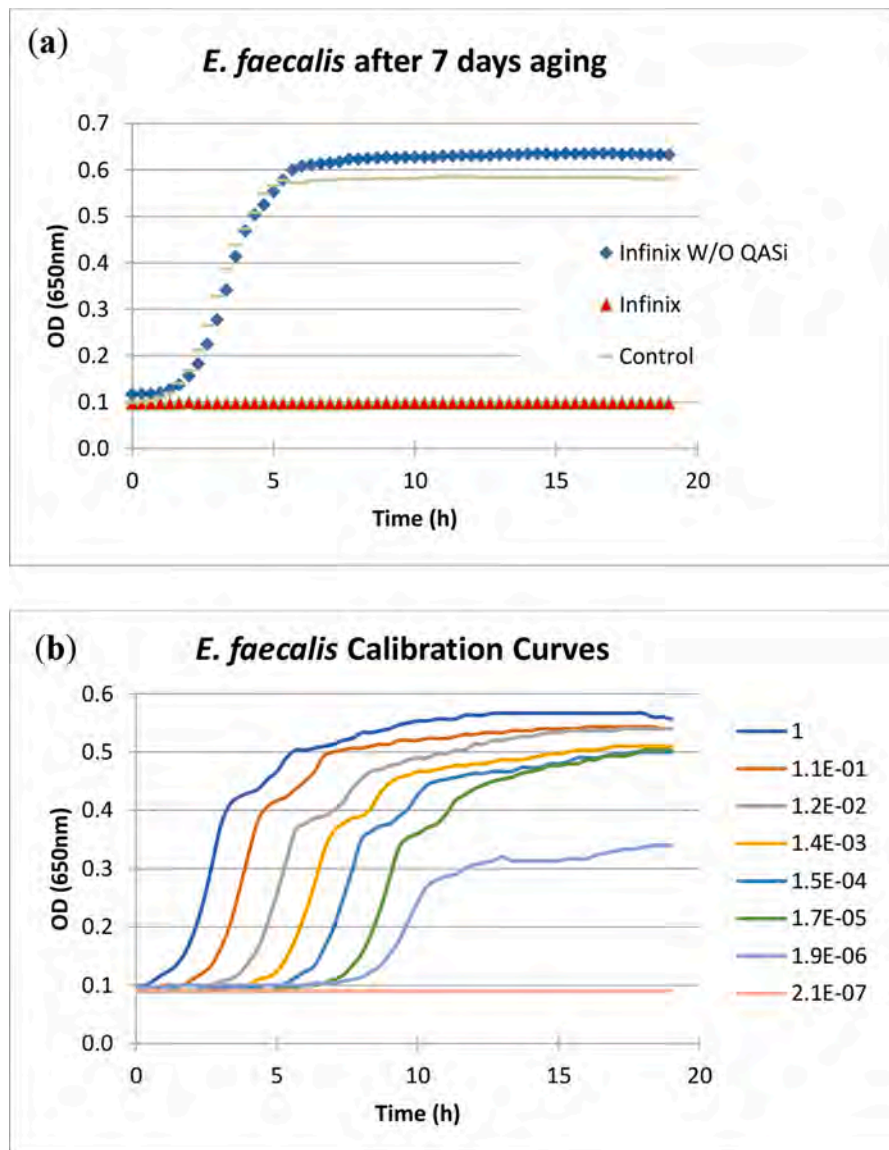 (a)
E. faecalis after 7 days aging
0.7
0.6
0.5
0.4
0.3
0.2
0.1
0.0
OD (650nm)
0 5 10 15 20
Time (h)
Infinix W/O QASi
Infinix
Control
(b)
E. faecalis Calibration Curves
0.6
0.5
0.4
0.3
0.2
0.1
0.0
OD (650nm)
0 5 10 15 20
Time (h)
1
1.1E-01
1.2E-02
1.4E-03
1.5E-04
1.7E-05
1.9E-06
2.1E-07